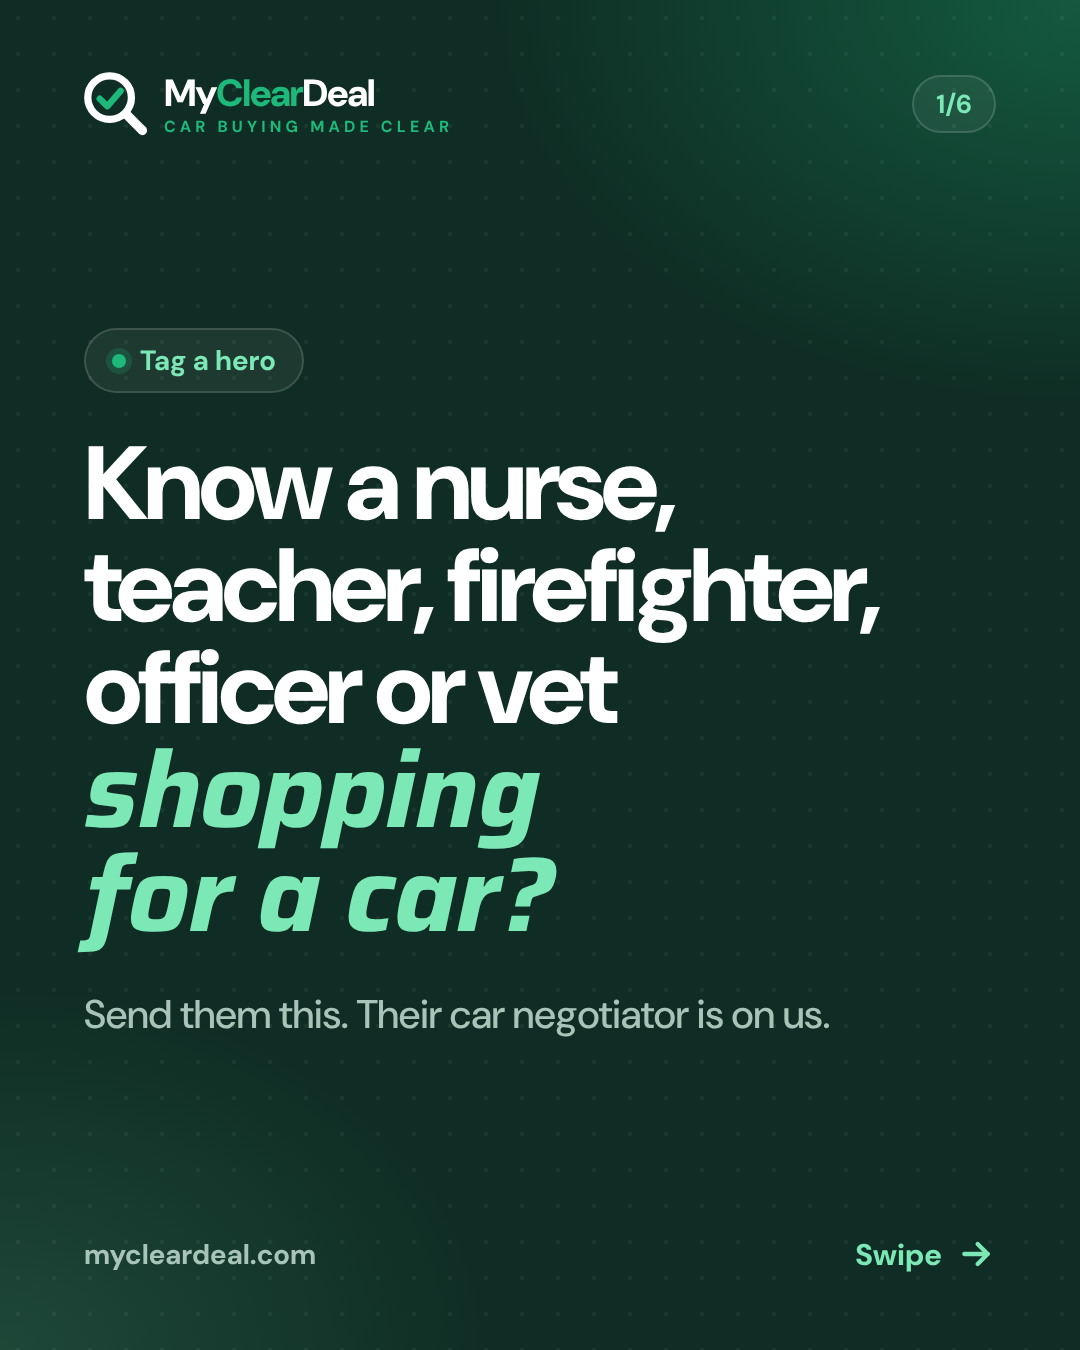 MyClearDeal
CAR BUYING MADE CLEAR
1/6
Tag a hero
Know a nurse,
teacher, firefighter,
officer or vet
shopping
for a car?
Send them this. Their car negotiator is on us.
mycleardeal.com
Swipe →